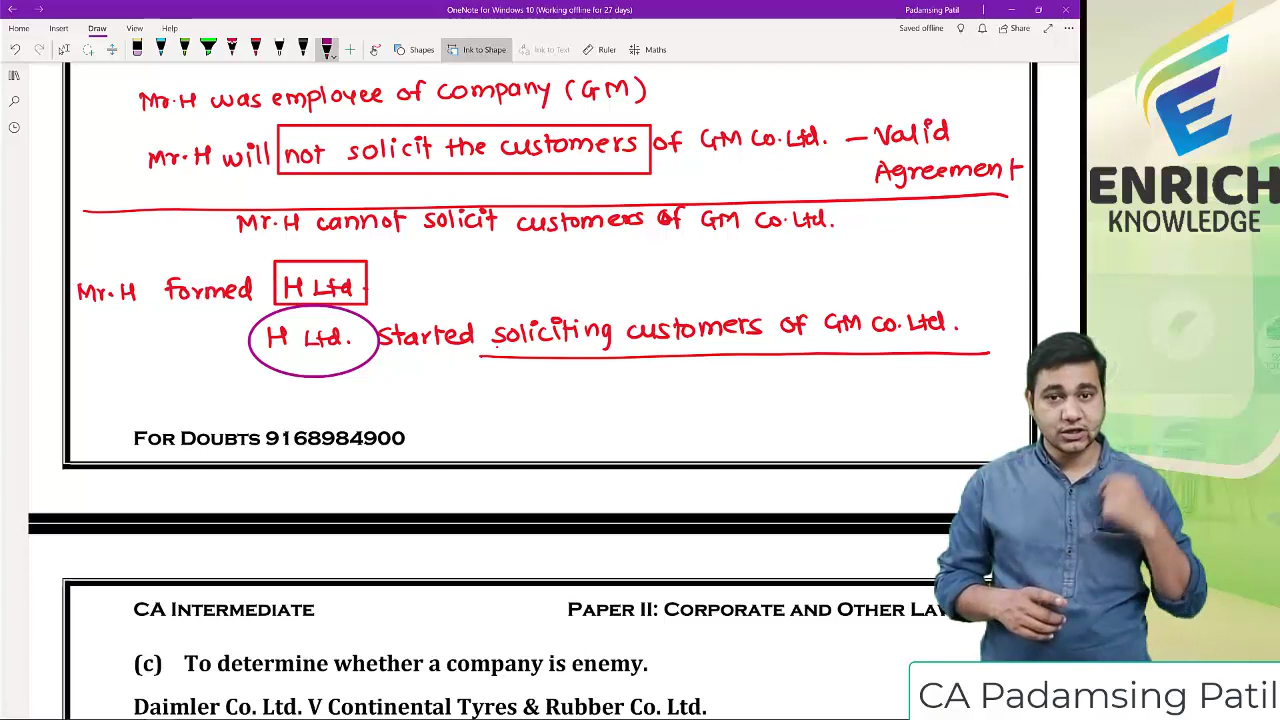 OneNote for Windows 10 (Working offline for 27 days)
Padamsing Patil
Home Insert Draw View Help
Saved offline
Share
Shapes
Ink to Shape
Ink to Text
Ruler
Maths
Mr.H was employee of company (GM)
Mr.H will not solicit the customers of GM Co.Ltd. – Valid
Agreement
Mr.H cannot solicit customers of GM Co.Ltd.
Mr.H formed H Ltd.
H Ltd. Started soliciting customers of GM Co.Ltd.
For Doubts 9168984900
CA Intermediate
Paper II: Corporate and Other
(c) To determine whether a company is enemy.
Daimler Co. Ltd. V Continental Tyres & Rubber Co. Ltd.
ENRICH
KNOWLEDGE
CA Padamsing Patil